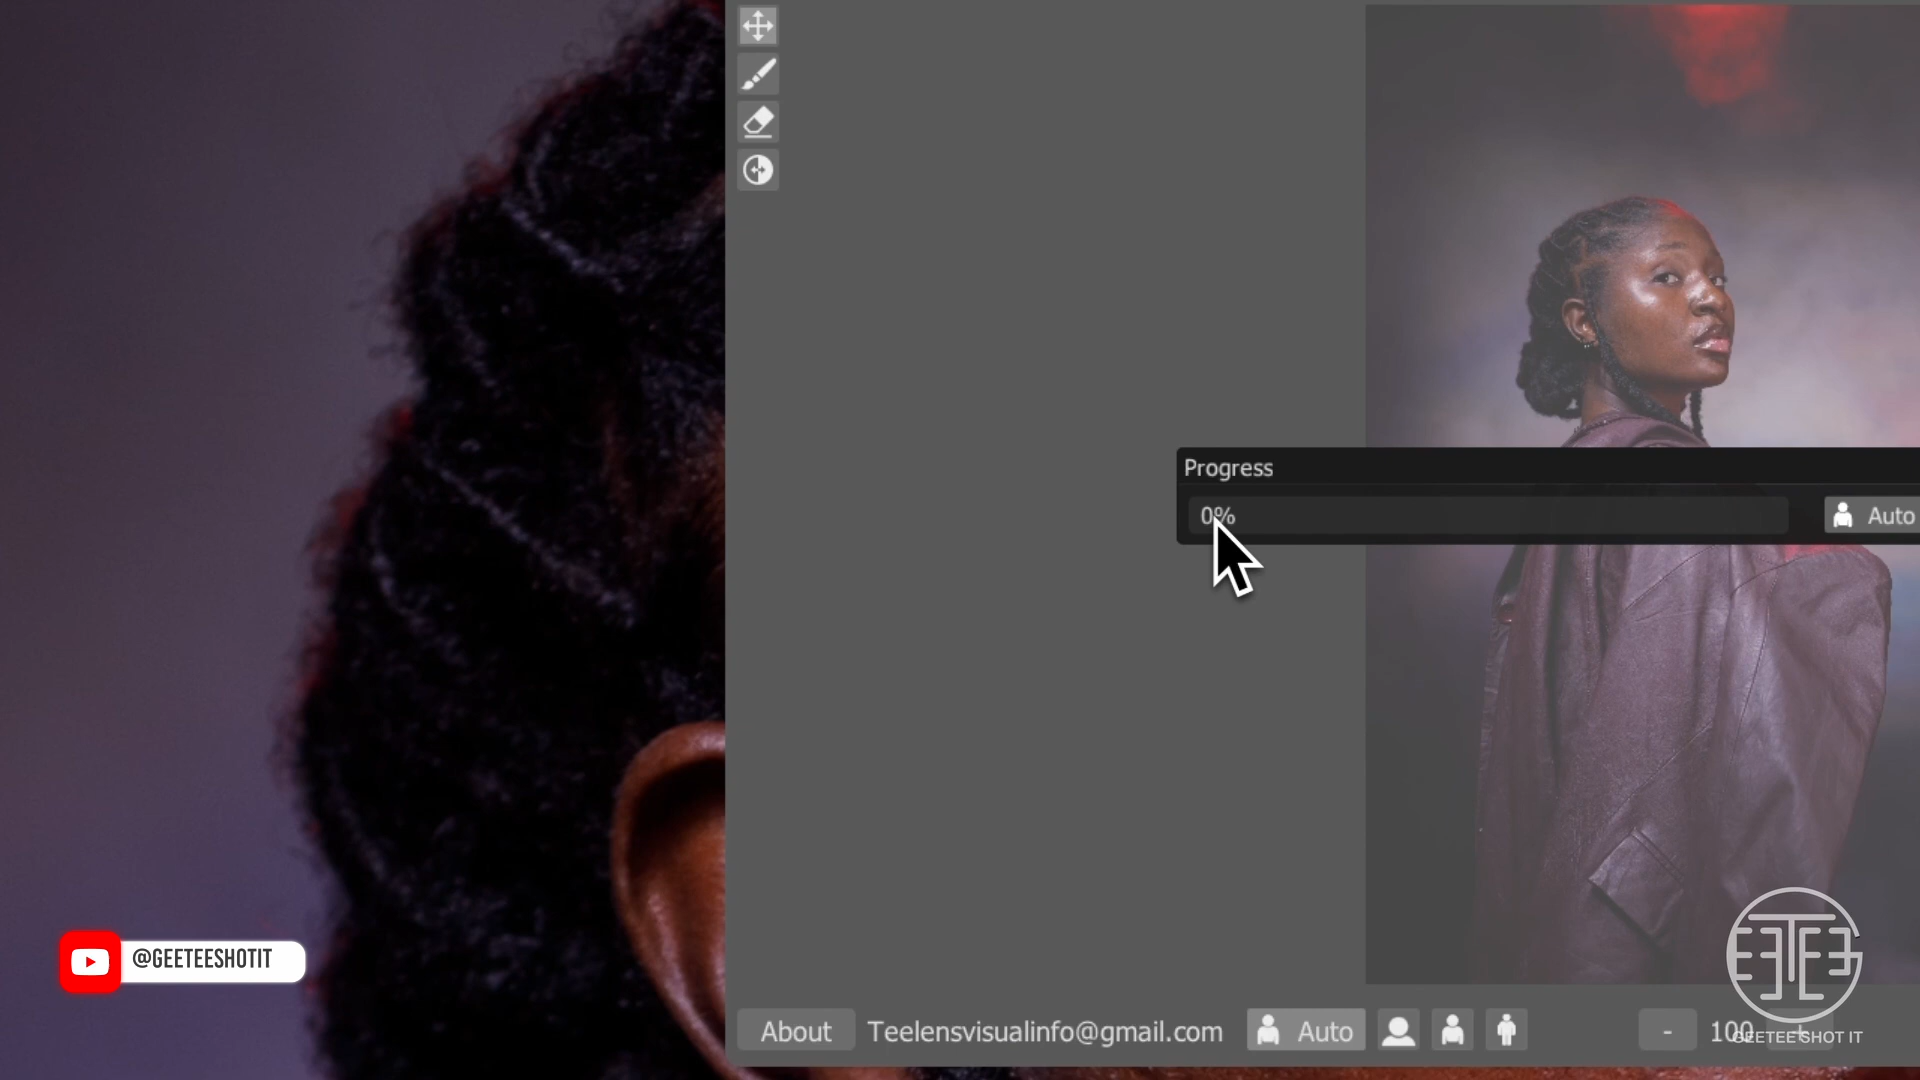 Progress
0%
Auto
@GEETEESHOTIT
About
Teelensvisualinfo@gmail.com
Auto
-
100
+
GEETEE SHOT IT